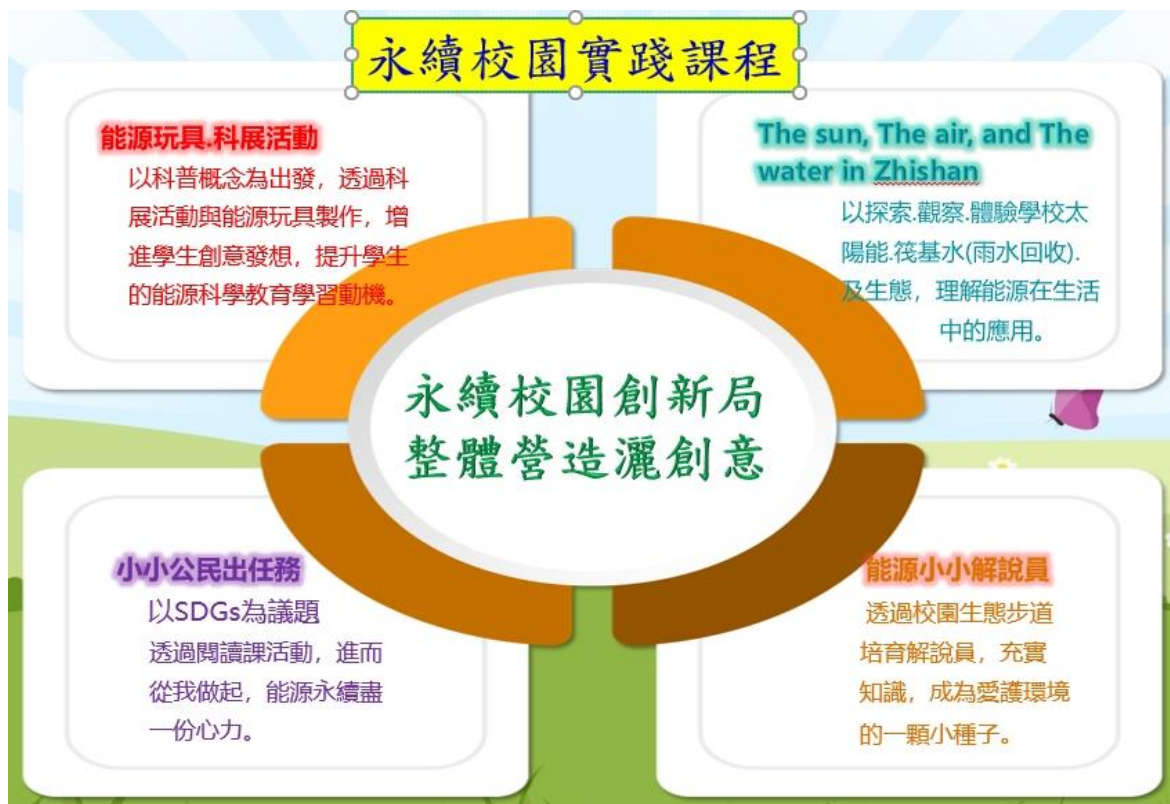 永續校園實踐課程
能源玩具.科展活動
以科普概念為出發，透過科
展活動與能源玩具製作，增
進學生創意發想，提升學生
的能源科學教育學習動機。
The sun, The air, and The
water in Zhishan
以探索.觀察.體驗學校太
陽能.筏基水(雨水回收).
及生態，理解能源在生活
中的應用。
永續校園創新局
整體營造灑創意
小小公民出任務
以SDGs為議題
透過閱讀課活動，進而
從我做起，能源永續盡
一份心力。
能源小小解說員
透過校園生態步道
培育解說員，充實
知識，成為愛護環境
的一顆小種子。